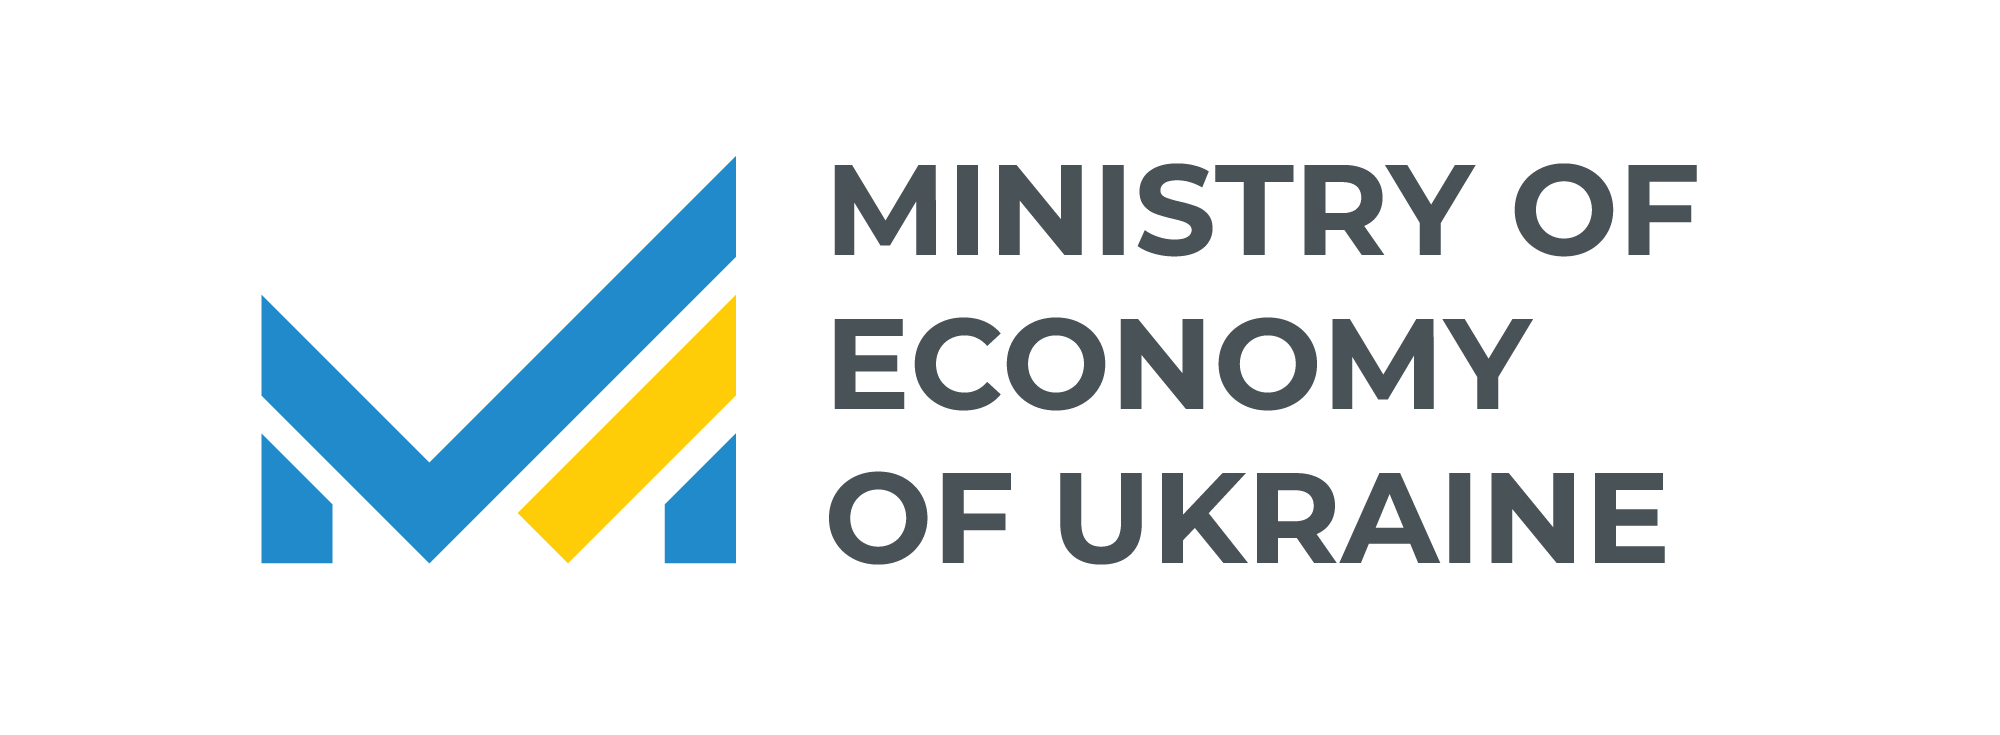 MINISTRY OF
ECONOMY
OF UKRAINE